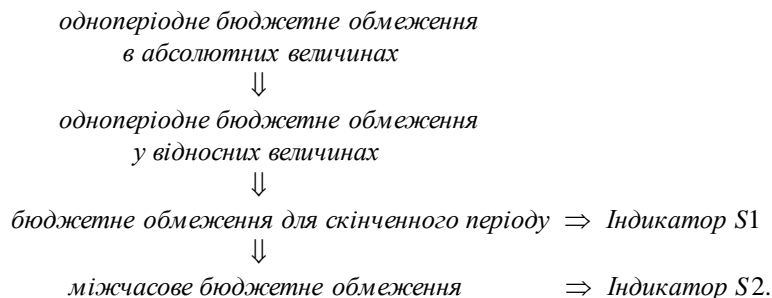 одноперіодне бюджетне обмеження
в абсолютних величинах
⇓
одноперіодне бюджетне обмеження
у відносних величинах
⇓
бюджетне обмеження для скінченного періоду ⇒ Індикатор S1
⇓
міжчасове бюджетне обмеження ⇒ Індикатор S2.